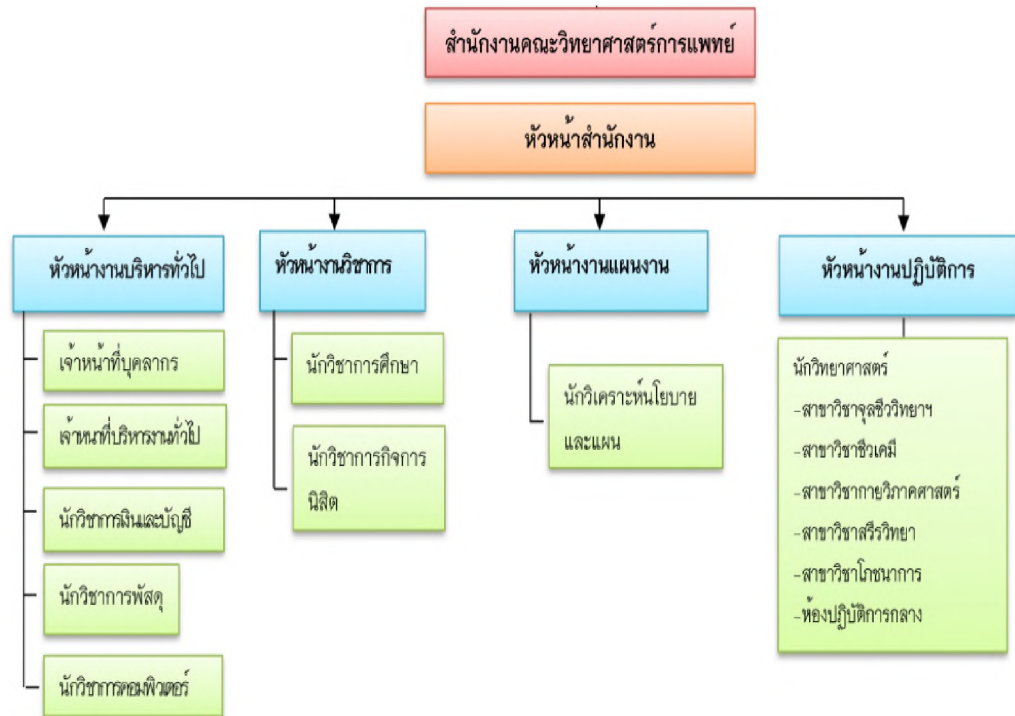 สำนักงานคณะวิทยาศาสตร์การแพทย์
หัวหน้าสำนักงาน
หัวหน้างานบริหารทั่วไป
เจ้าหน้าที่บุคลากร
เจ้าหนาที่บริหารงานทั่วไป
นักวิชาการเงินและบัญชี
นักวิชาการพัสดุ
นักวิชาการคอมพิวเตอร์
หัวหน้างานวิชาการ
นักวิชาการศึกษา
นักวิชาการกิจการ
นิสิต
หัวหน้างานแผนงาน
นักวิเคราะห์นโยบาย
และแผน
หัวหน้างานปฏิบัติการ
นักวิทยาศาสตร์
-สาขาวิชาจุลชีววิทยาฯ
-สาขาวิชาชีวเคมี
-สาขาวิชากายวิภาคศาสตร์
-สาขาวิชาสรีรวิทยา
-สาขาวิชาโภชนาการ
-ห้องปฏิบัติการกลาง